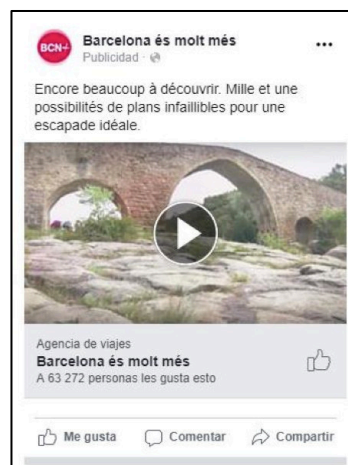 BCN+
Barcelona és molt més
Publicidad ·
Encore beaucoup à découvrir. Mille et une
possibilités de plans infaillibles pour une
escapade idéale.
Agencia de viajes
Barcelona és molt més
A 63 272 personas les gusta esto
Me gusta Comentar Compartir